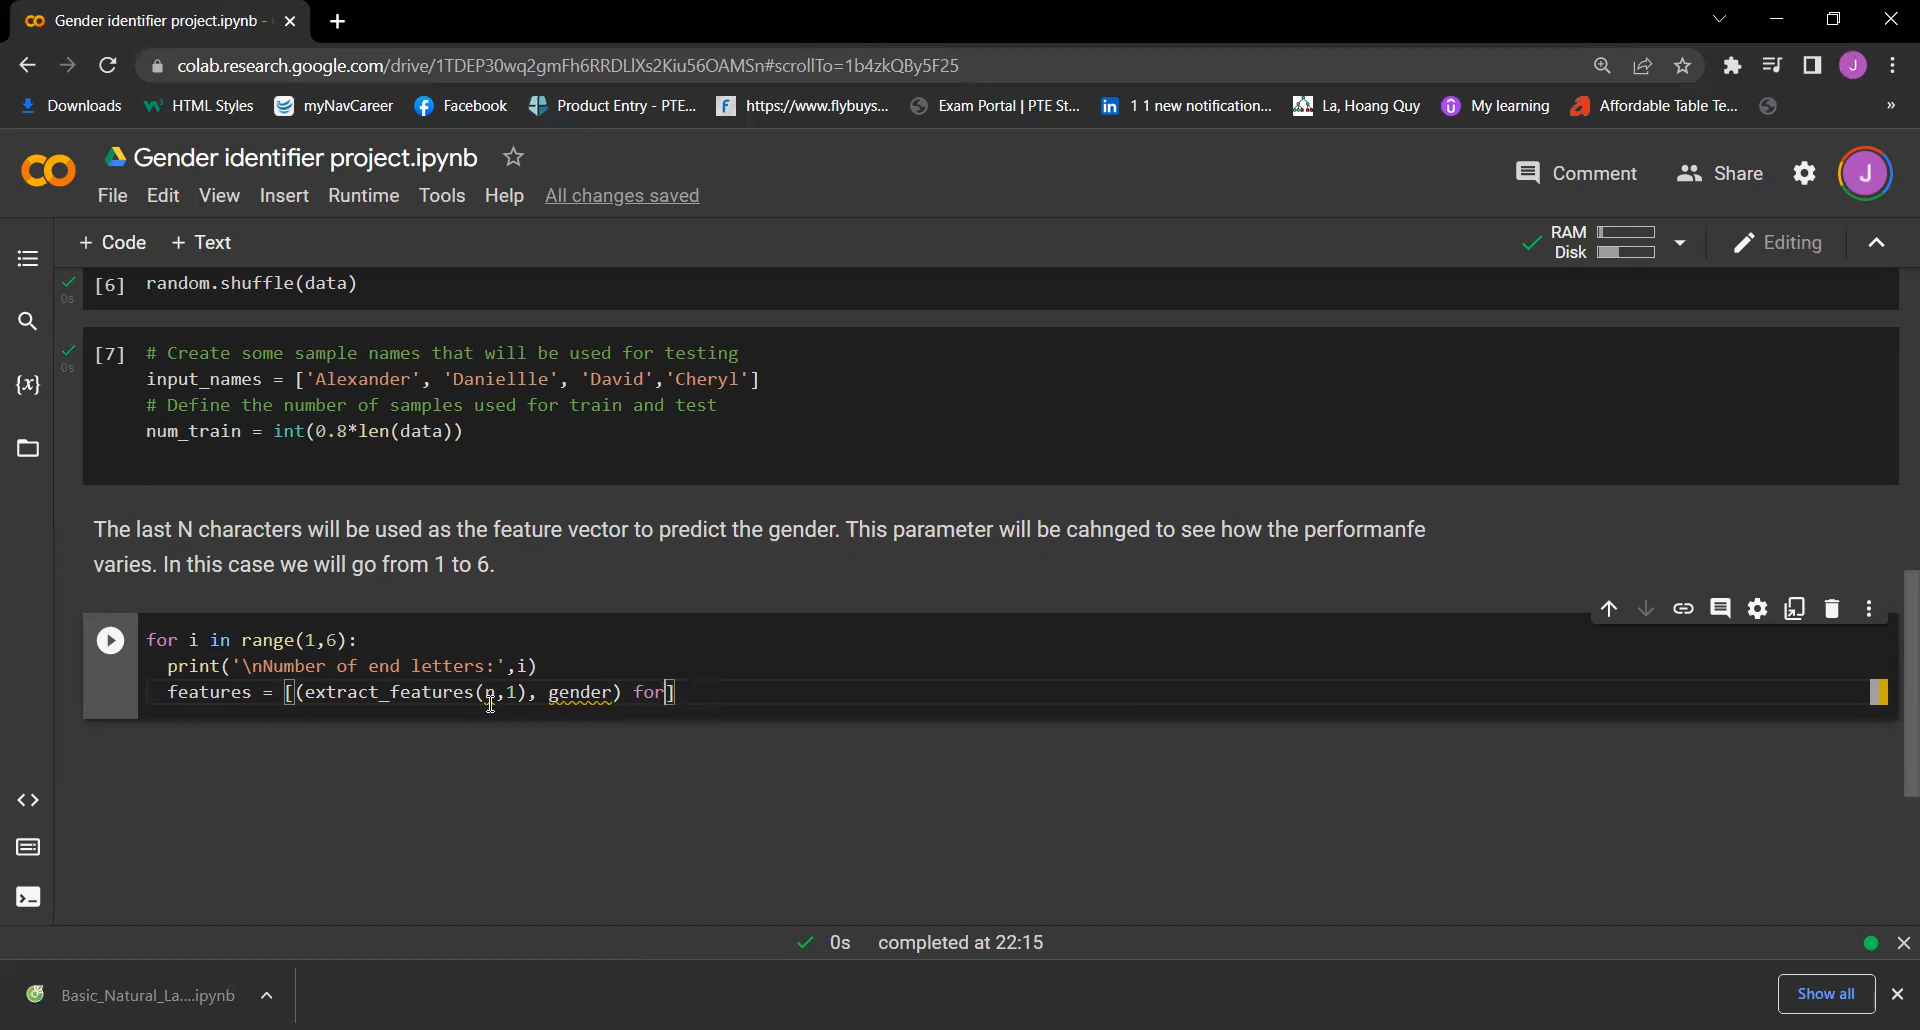 Gender identifier project.ipynb -
colab.research.google.com/drive/1TDEP30wq2gmFh6RRDLlXs2Kiu56OAMSn#scrollTo=1b4zkQBy5F25
J
Downloads HTML Styles myNavCareer Facebook Product Entry - PTE... https://www.flybuys... Exam Portal | PTE St... 1 1 new notification... La, Hoang Quy My learning Affordable Table Te... »
Gender identifier project.ipynb
Comment Share J
File Edit View Insert Runtime Tools Help All changes saved
+ Code + Text RAM Disk Editing
[6] random.shuffle(data)
0s
[7] # Create some sample names that will be used for testing
0s
input_names = ['Alexander', 'Daniellle', 'David','Cheryl']
# Define the number of samples used for train and test
num_train = int(0.8*len(data))
The last N characters will be used as the feature vector to predict the gender. This parameter will be cahnged to see how the performanfe
varies. In this case we will go from 1 to 6.
for i in range(1,6):
print('\nNumber of end letters:',i)
features = [(extract_features(n,1), gender) for]
0s completed at 22:15
Basic_Natural_La....ipynb Show all